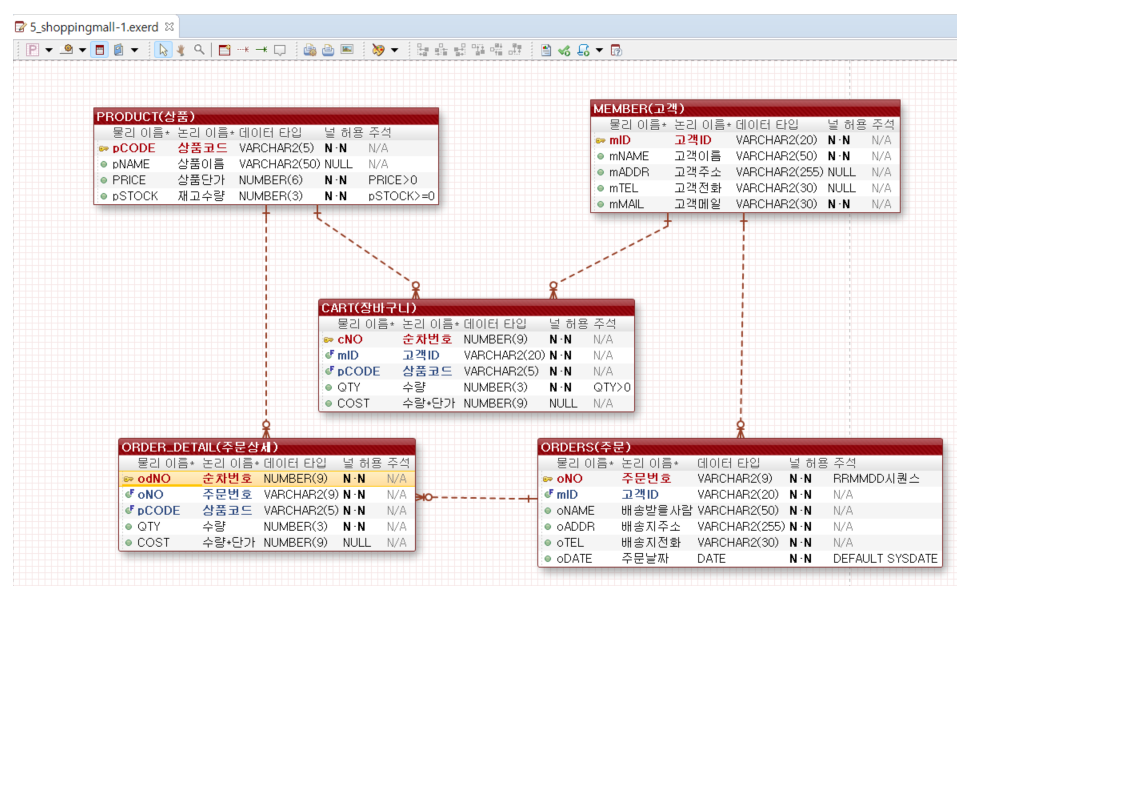 5_shoppingmall-1.exerd
PRODUCT(상품)
물리 이름* 논리 이름* 데이터 타입 널 허용 주석
pCODE 상품코드 VARCHAR2(5) N·N N/A
pNAME 상품이름 VARCHAR2(50) NULL N/A
PRICE 상품단가 NUMBER(6) N·N PRICE>0
pSTOCK 재고수량 NUMBER(3) N·N pSTOCK>=0
MEMBER(고객)
물리 이름* 논리 이름* 데이터 타입 널 허용 주석
mID 고객ID VARCHAR2(20) N·N N/A
mNAME 고객이름 VARCHAR2(50) N·N N/A
mADDR 고객주소 VARCHAR2(255) NULL N/A
mTEL 고객전화 VARCHAR2(30) NULL N/A
mMAIL 고객메일 VARCHAR2(30) N·N N/A
CART(장바구니)
물리 이름* 논리 이름* 데이터 타입 널 허용 주석
cNO 순차번호 NUMBER(9) N·N N/A
mID 고객ID VARCHAR2(20) N·N N/A
pCODE 상품코드 VARCHAR2(5) N·N N/A
QTY 수량 NUMBER(3) N·N QTY>0
COST 수량*단가 NUMBER(9) NULL N/A
ORDER_DETAIL(주문상세)
물리 이름* 논리 이름* 데이터 타입 널 허용 주석
odNO 순차번호 NUMBER(9) N·N N/A
oNO 주문번호 VARCHAR2(9) N·N N/A
pCODE 상품코드 VARCHAR2(5) N·N N/A
QTY 수량 NUMBER(3) N·N N/A
COST 수량*단가 NUMBER(9) NULL N/A
ORDERS(주문)
물리 이름* 논리 이름* 데이터 타입 널 허용 주석
oNO 주문번호 VARCHAR2(9) N·N RRMMDD시퀀스
mID 고객ID VARCHAR2(20) N·N N/A
oNAME 배송받을사람 VARCHAR2(50) N·N N/A
oADDR 배송지주소 VARCHAR2(255) N·N N/A
oTEL 배송지전화 VARCHAR2(30) N·N N/A
oDATE 주문날짜 DATE N·N DEFAULT SYSDATE